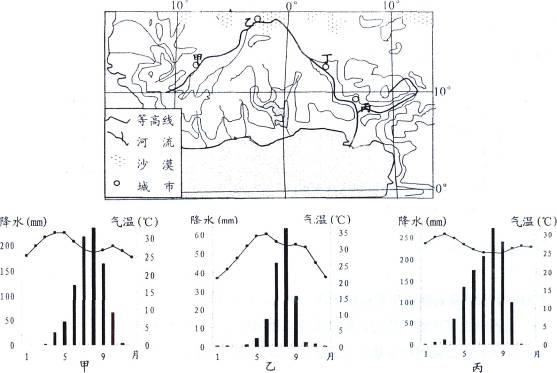 10° 0° 10°
乙
甲 丁
丙
10°
0°
等高线
河 流
沙 漠
城 市
降水(mm) 气温(℃) 降水(mm) 气温(℃) 降水(mm) 气温(℃)
200 150 100 50 0
30 25 20 15 10 5 0
1 5 9 月
甲
60 50 40 30 20 10 0
35 30 25 20 15 10 5 0
1 5 9 月
乙
250 200 150 100 50 0
30 25 20 15 10 5 0
1 5 9 月
丙